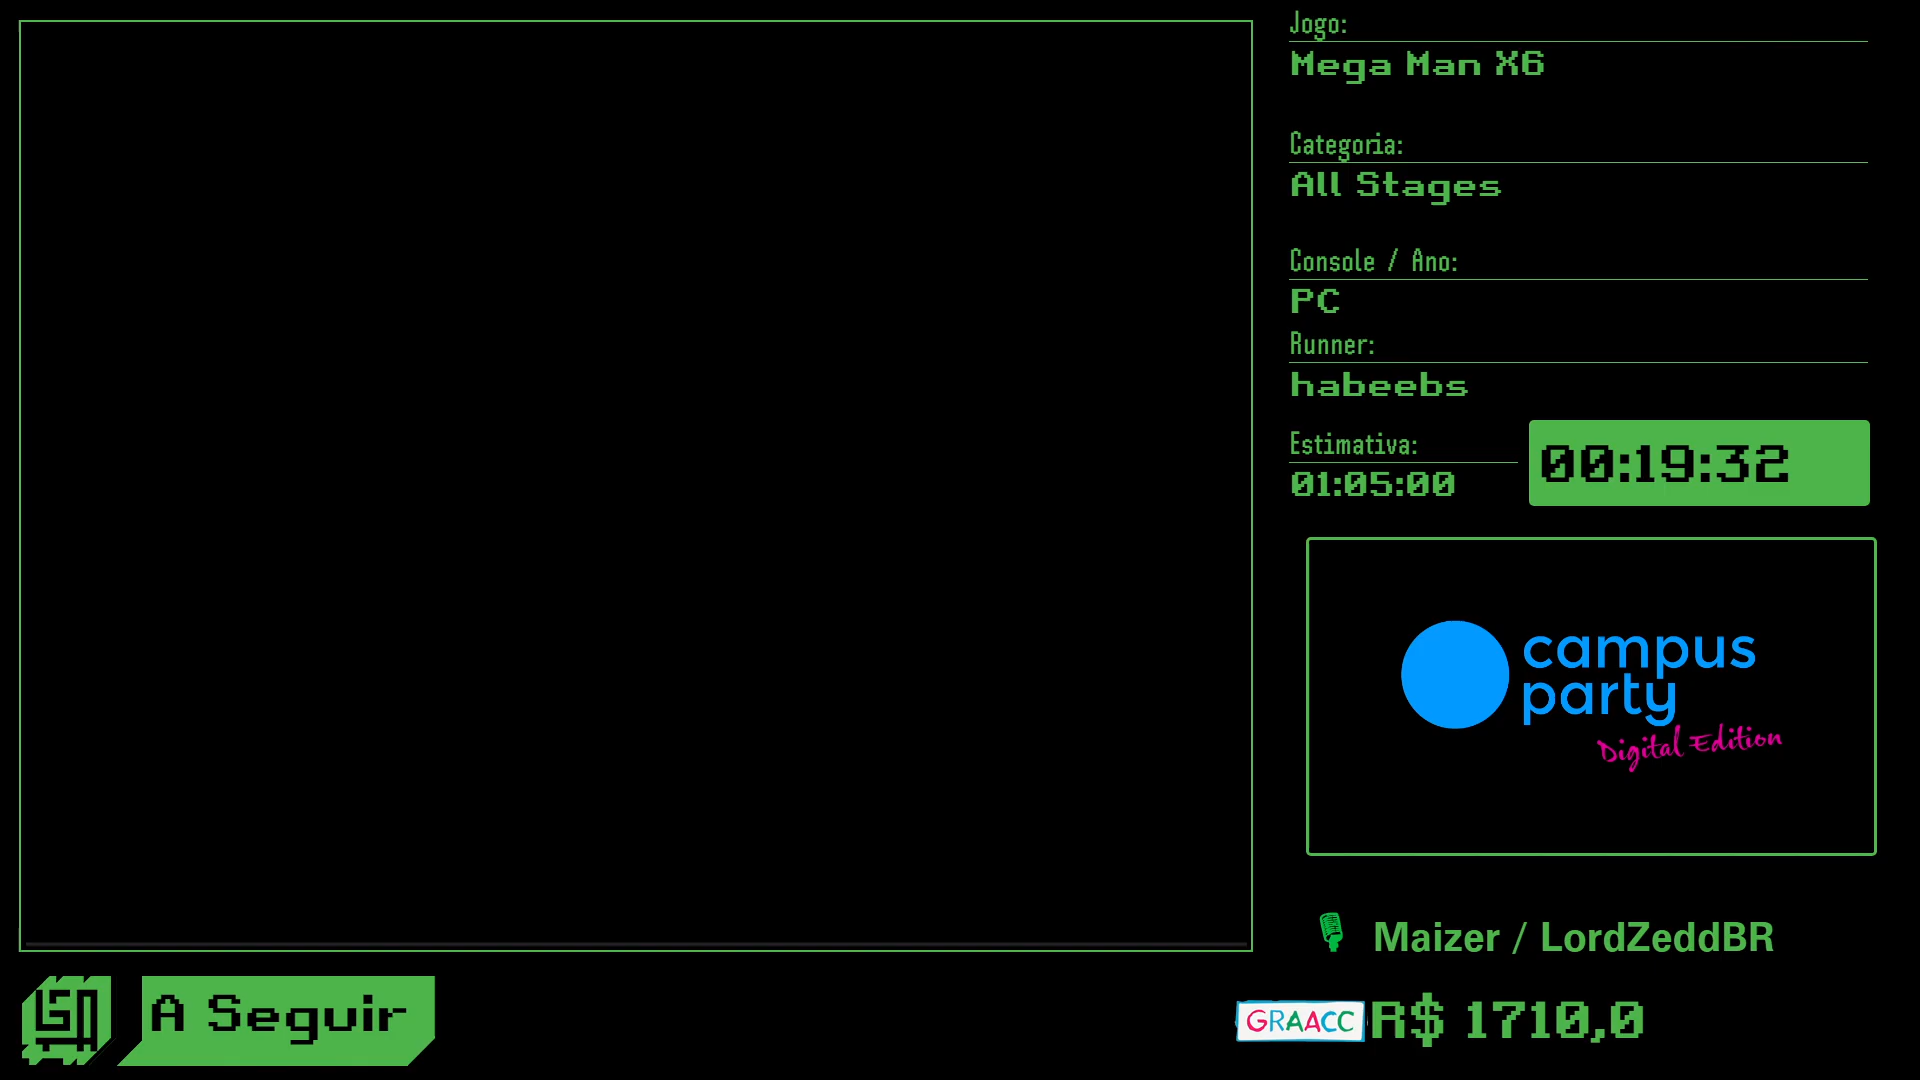 Jogo:
Mega Man X6
Categoria:
All Stages
Console / Ano:
PC
Runner:
habeebs
Estimativa:
01:05:00
00:19:32
campus
party
Digital Edition
Maizer / LordZeddBR
A Seguir
GRAACC
R$ 1710,0